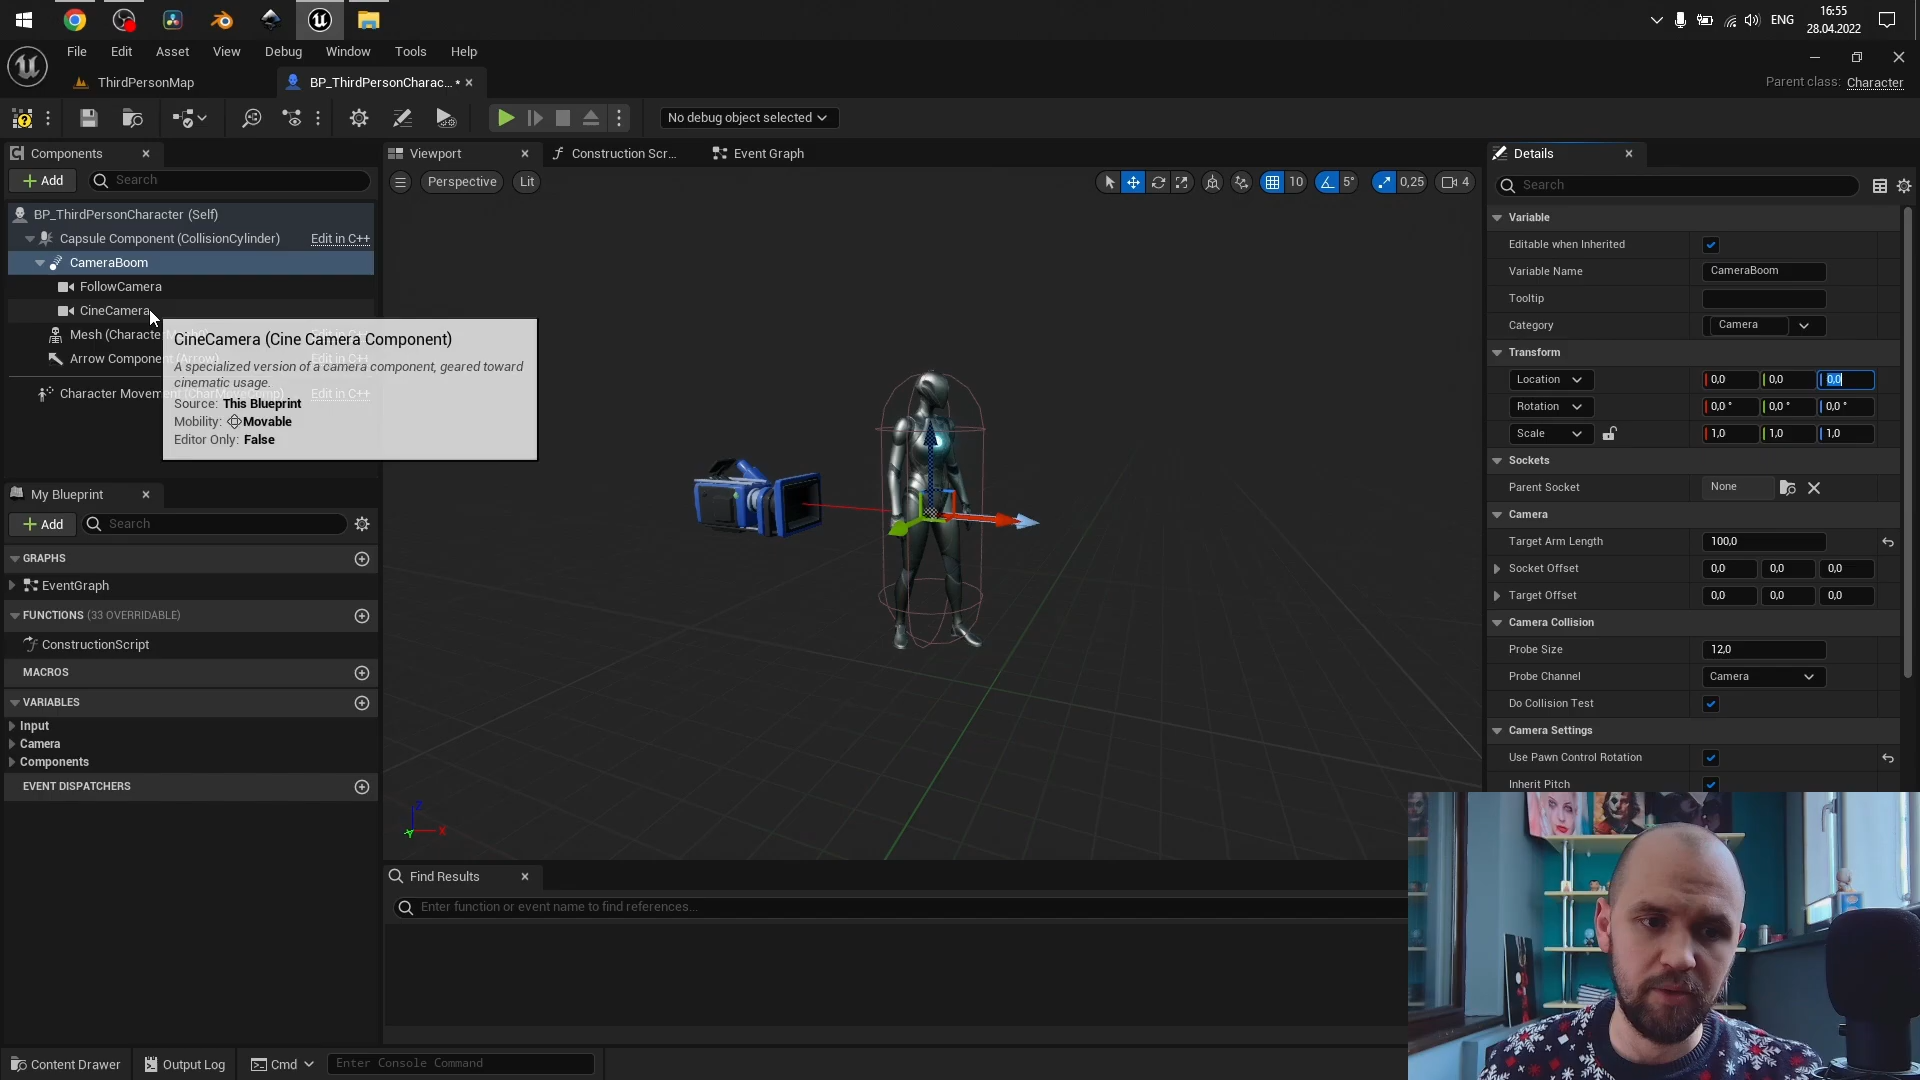 16:55
ENG
28.04.2022
File Edit Asset View Debug Window Tools Help
ThirdPersonMap
BP_ThirdPersonCharac... •
Parent class: Character
No debug object selected
Components
Viewport
Construction Scr...
Event Graph
Details
+ Add
Search
Perspective
Lit
10
5°
0,25
4
Search
BP_ThirdPersonCharacter (Self)
Capsule Component (CollisionCylinder) Edit in C++
CameraBoom
FollowCamera
CineCamera
Mesh (Character
Arrow Component (Arrow)
Character Movement (CharMoveComp) Edit in C++
CineCamera (Cine Camera Component)
A specialized version of a camera component, geared toward
cinematic usage.
Source: This Blueprint
Mobility: Movable
Editor Only: False
Variable
Editable when Inherited
Variable Name CameraBoom
Tooltip
Category Camera
Transform
Location 0,0 0,0 0,0
Rotation 0,0 ° 0,0 ° 0,0 °
Scale 1,0 1,0 1,0
Sockets
Parent Socket None
Camera
Target Arm Length 100,0
Socket Offset 0,0 0,0 0,0
Target Offset 0,0 0,0 0,0
Camera Collision
Probe Size 12,0
Probe Channel Camera
Do Collision Test
Camera Settings
Use Pawn Control Rotation
Inherit Pitch
My Blueprint
+ Add
Search
GRAPHS
EventGraph
FUNCTIONS (33 OVERRIDABLE)
ConstructionScript
MACROS
VARIABLES
Input
Camera
Components
EVENT DISPATCHERS
Z
X
Y
Find Results
Enter function or event name to find references...
Content Drawer
Output Log
Cmd
Enter Console Command